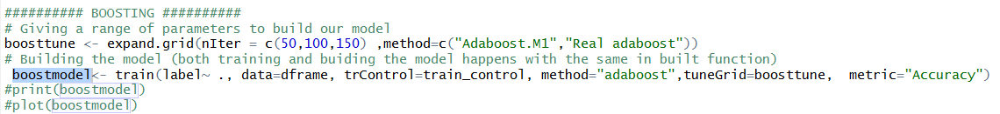 ########## BOOSTING ##########
# Giving a range of parameters to build our model
boosttune <- expand.grid(nIter = c(50,100,150) ,method=c("Adaboost.M1","Real adaboost"))
# Building the model (both training and buiding the model happens with the same in built function)
boostmodel<- train(label~ ., data=dframe, trControl=train_control, method="adaboost",tuneGrid=boosttune,  metric="Accuracy")
#print(boostmodel)
#plot(boostmodel)